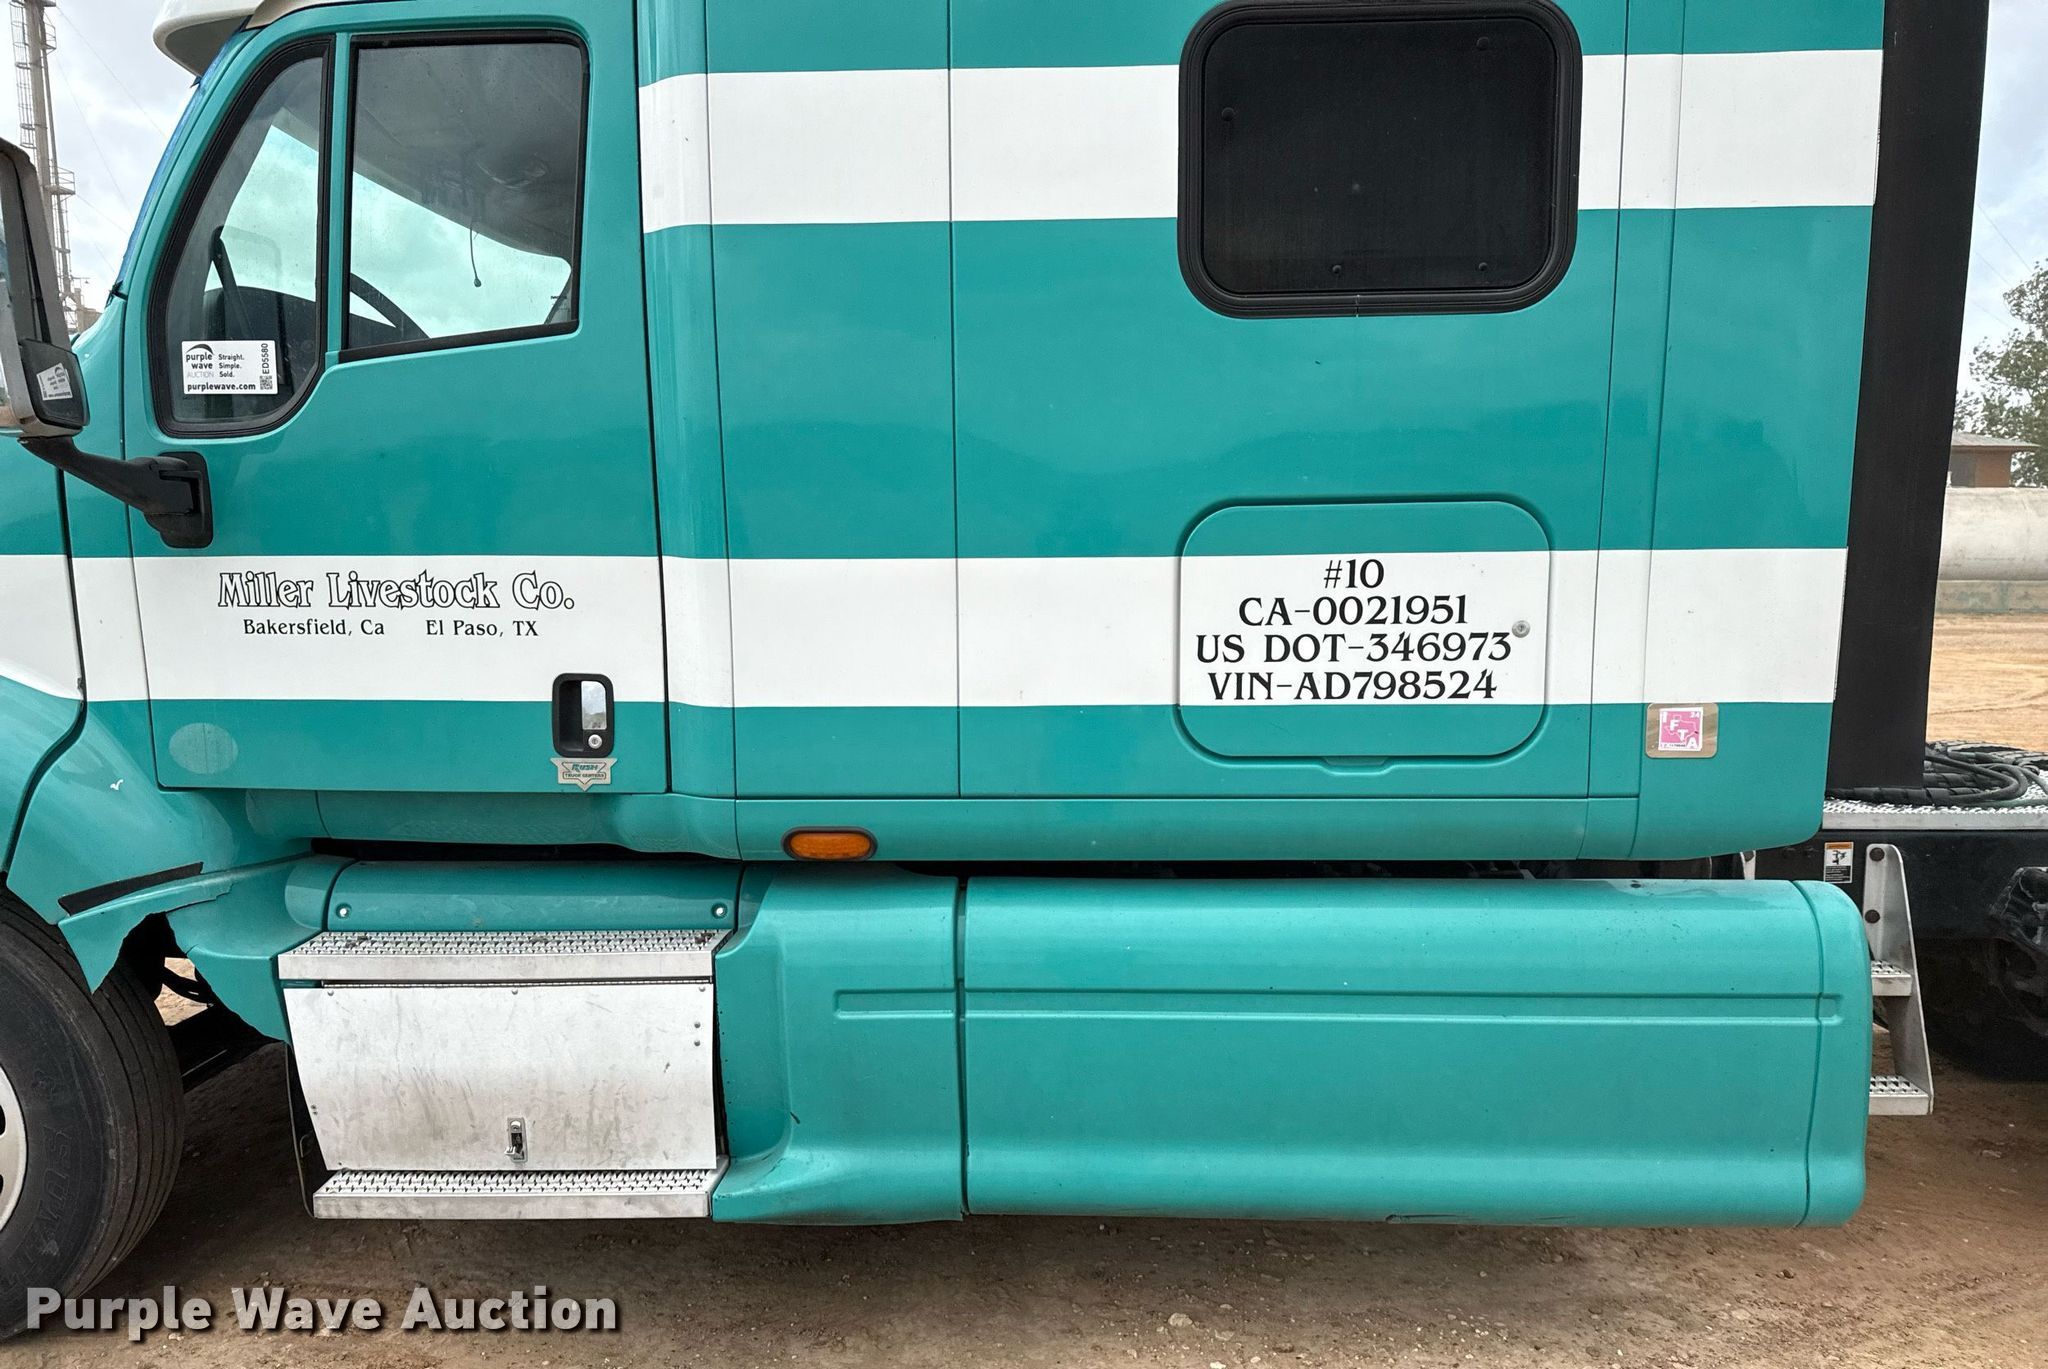 purple
wave
AUCTION
Straight.
Simple.
Sold.
purplewave.com
ED5580
Miller Livestock Co.
Bakersfield, Ca El Paso, TX
#10
CA-0021951
US DOT-346973
VIN-AD798524
RUSH
TRUCK CENTERS
I 24
F
T
A
Purple Wave Auction